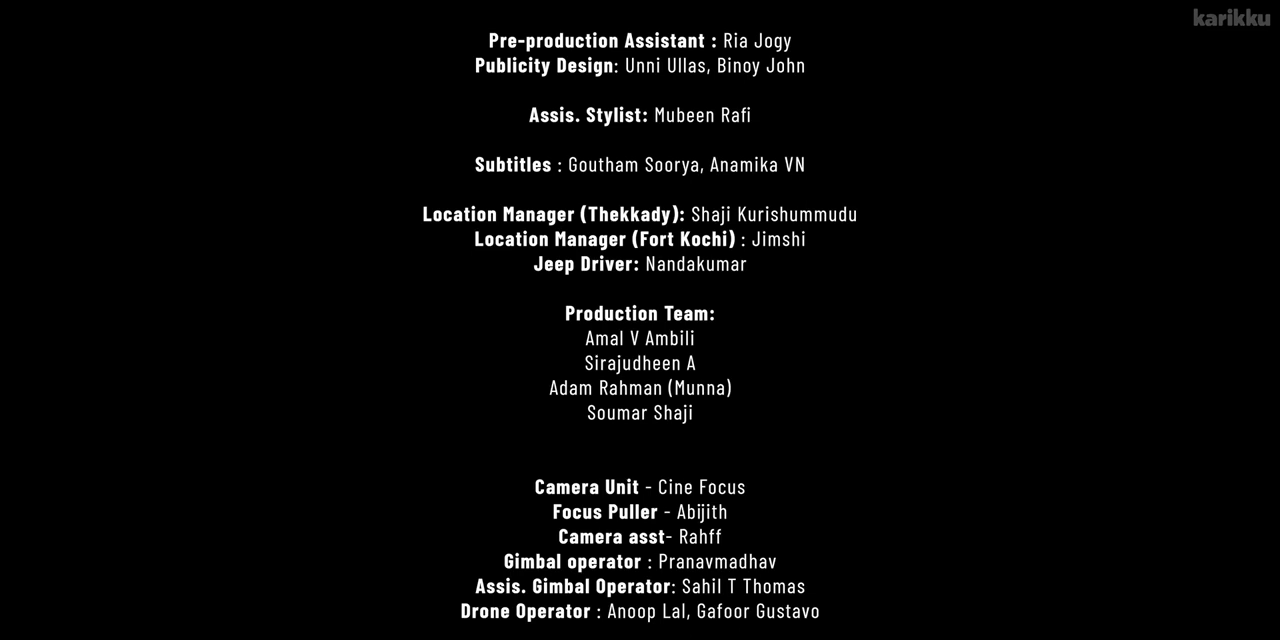 karikku
Pre-production Assistant : Ria Jogy
Publicity Design: Unni Ullas, Binoy John
Assis. Stylist: Mubeen Rafi
Subtitles : Goutham Soorya, Anamika VN
Location Manager (Thekkady): Shaji Kurishummudu
Location Manager (Fort Kochi) : Jimshi
Jeep Driver: Nandakumar
Production Team:
Amal V Ambili
Sirajudheen A
Adam Rahman (Munna)
Soumar Shaji
Camera Unit - Cine Focus
Focus Puller - Abijith
Camera asst- Rahff
Gimbal operator : Pranavmadhav
Assis. Gimbal Operator: Sahil T Thomas
Drone Operator : Anoop Lal, Gafoor Gustavo